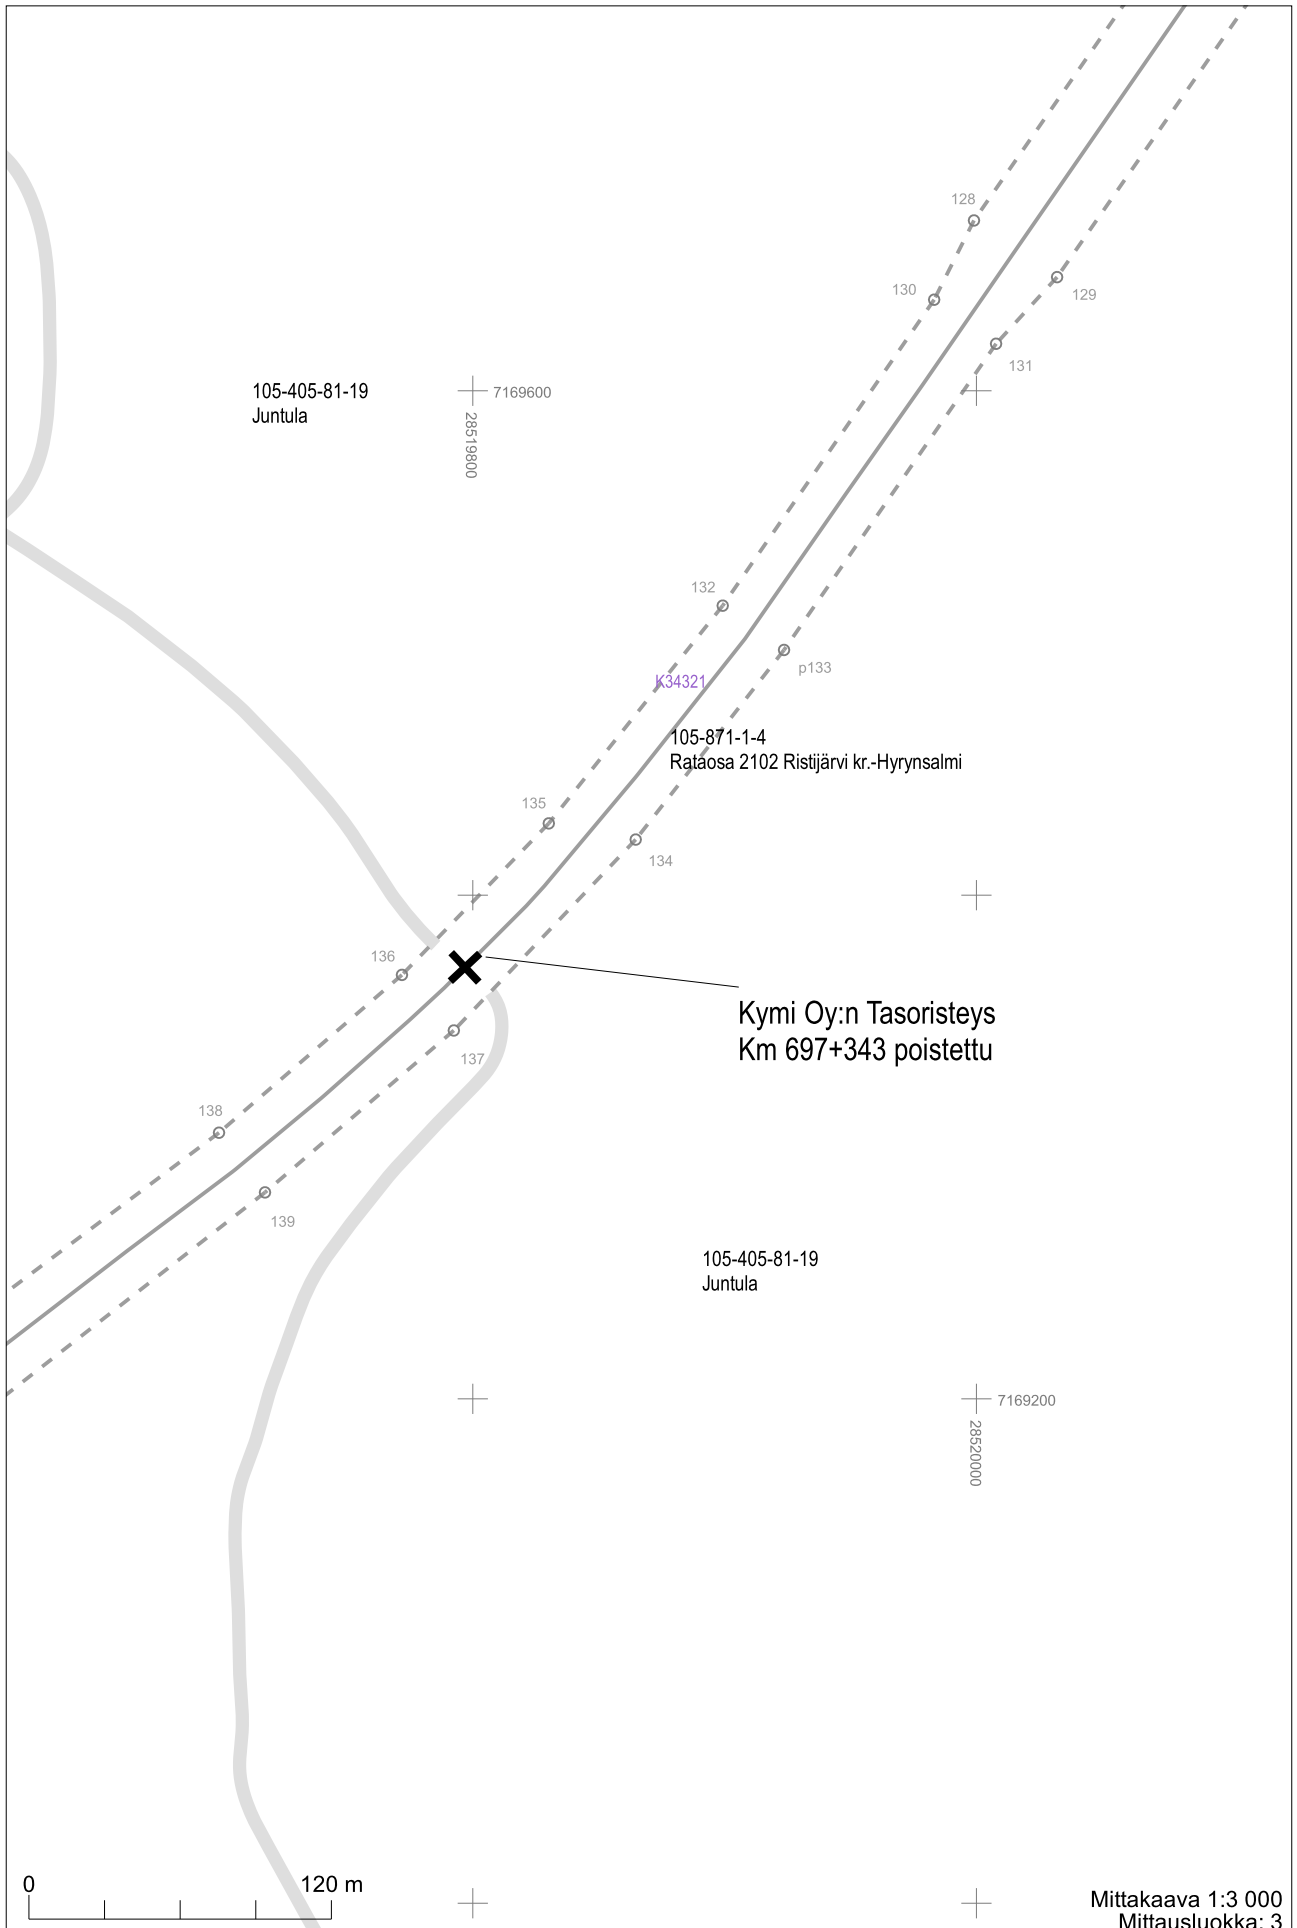 128
130
129
131
105-405-81-19
Juntula
7169600
28519800
132
p133
K34321
105-871-1-4
Rataosa 2102 Ristijärvi kr.-Hyrynsalmi
135
134
136
Kymi Oy:n Tasoristeys
Km 697+343 poistettu
137
138
139
105-405-81-19
Juntula
7169200
28520000
0 120 m
Mittakaava 1:3 000
Mittausluokka: 3